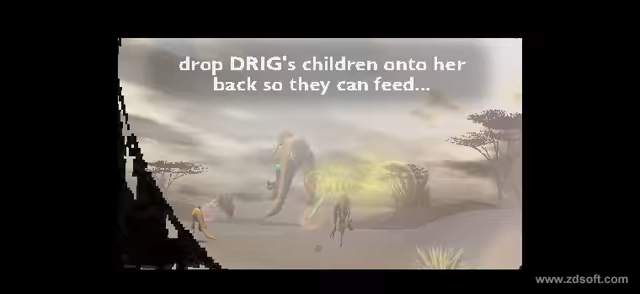 drop DRIG's children onto her
back so they can feed...
www.zdsoft.com